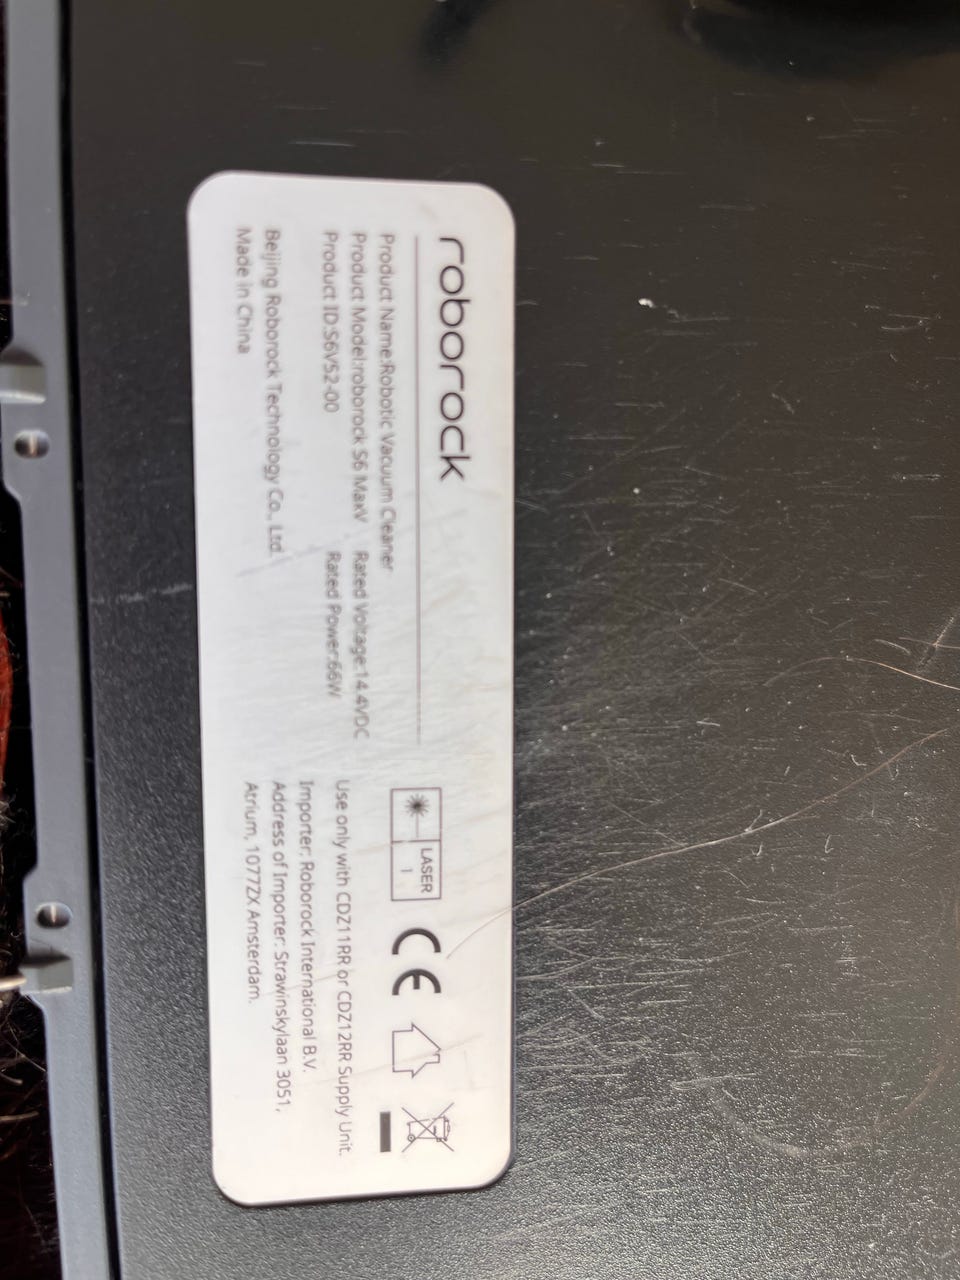 roborock
Product Name:Robotic Vacuum Cleaner
Product Model:roborock S6 MaxV Rated Voltage:14.4VDC
Product ID:S6V52-00 Rated Power:66W
Beijing Roborock Technology Co., Ltd.
Made in China
LASER
1
CE
Use only with CDZ11RR or CDZ12RR Supply Unit.
Importer: Roborock International B.V.
Address of Importer: Strawinskylaan 3051,
Atrium, 1077ZX Amsterdam.